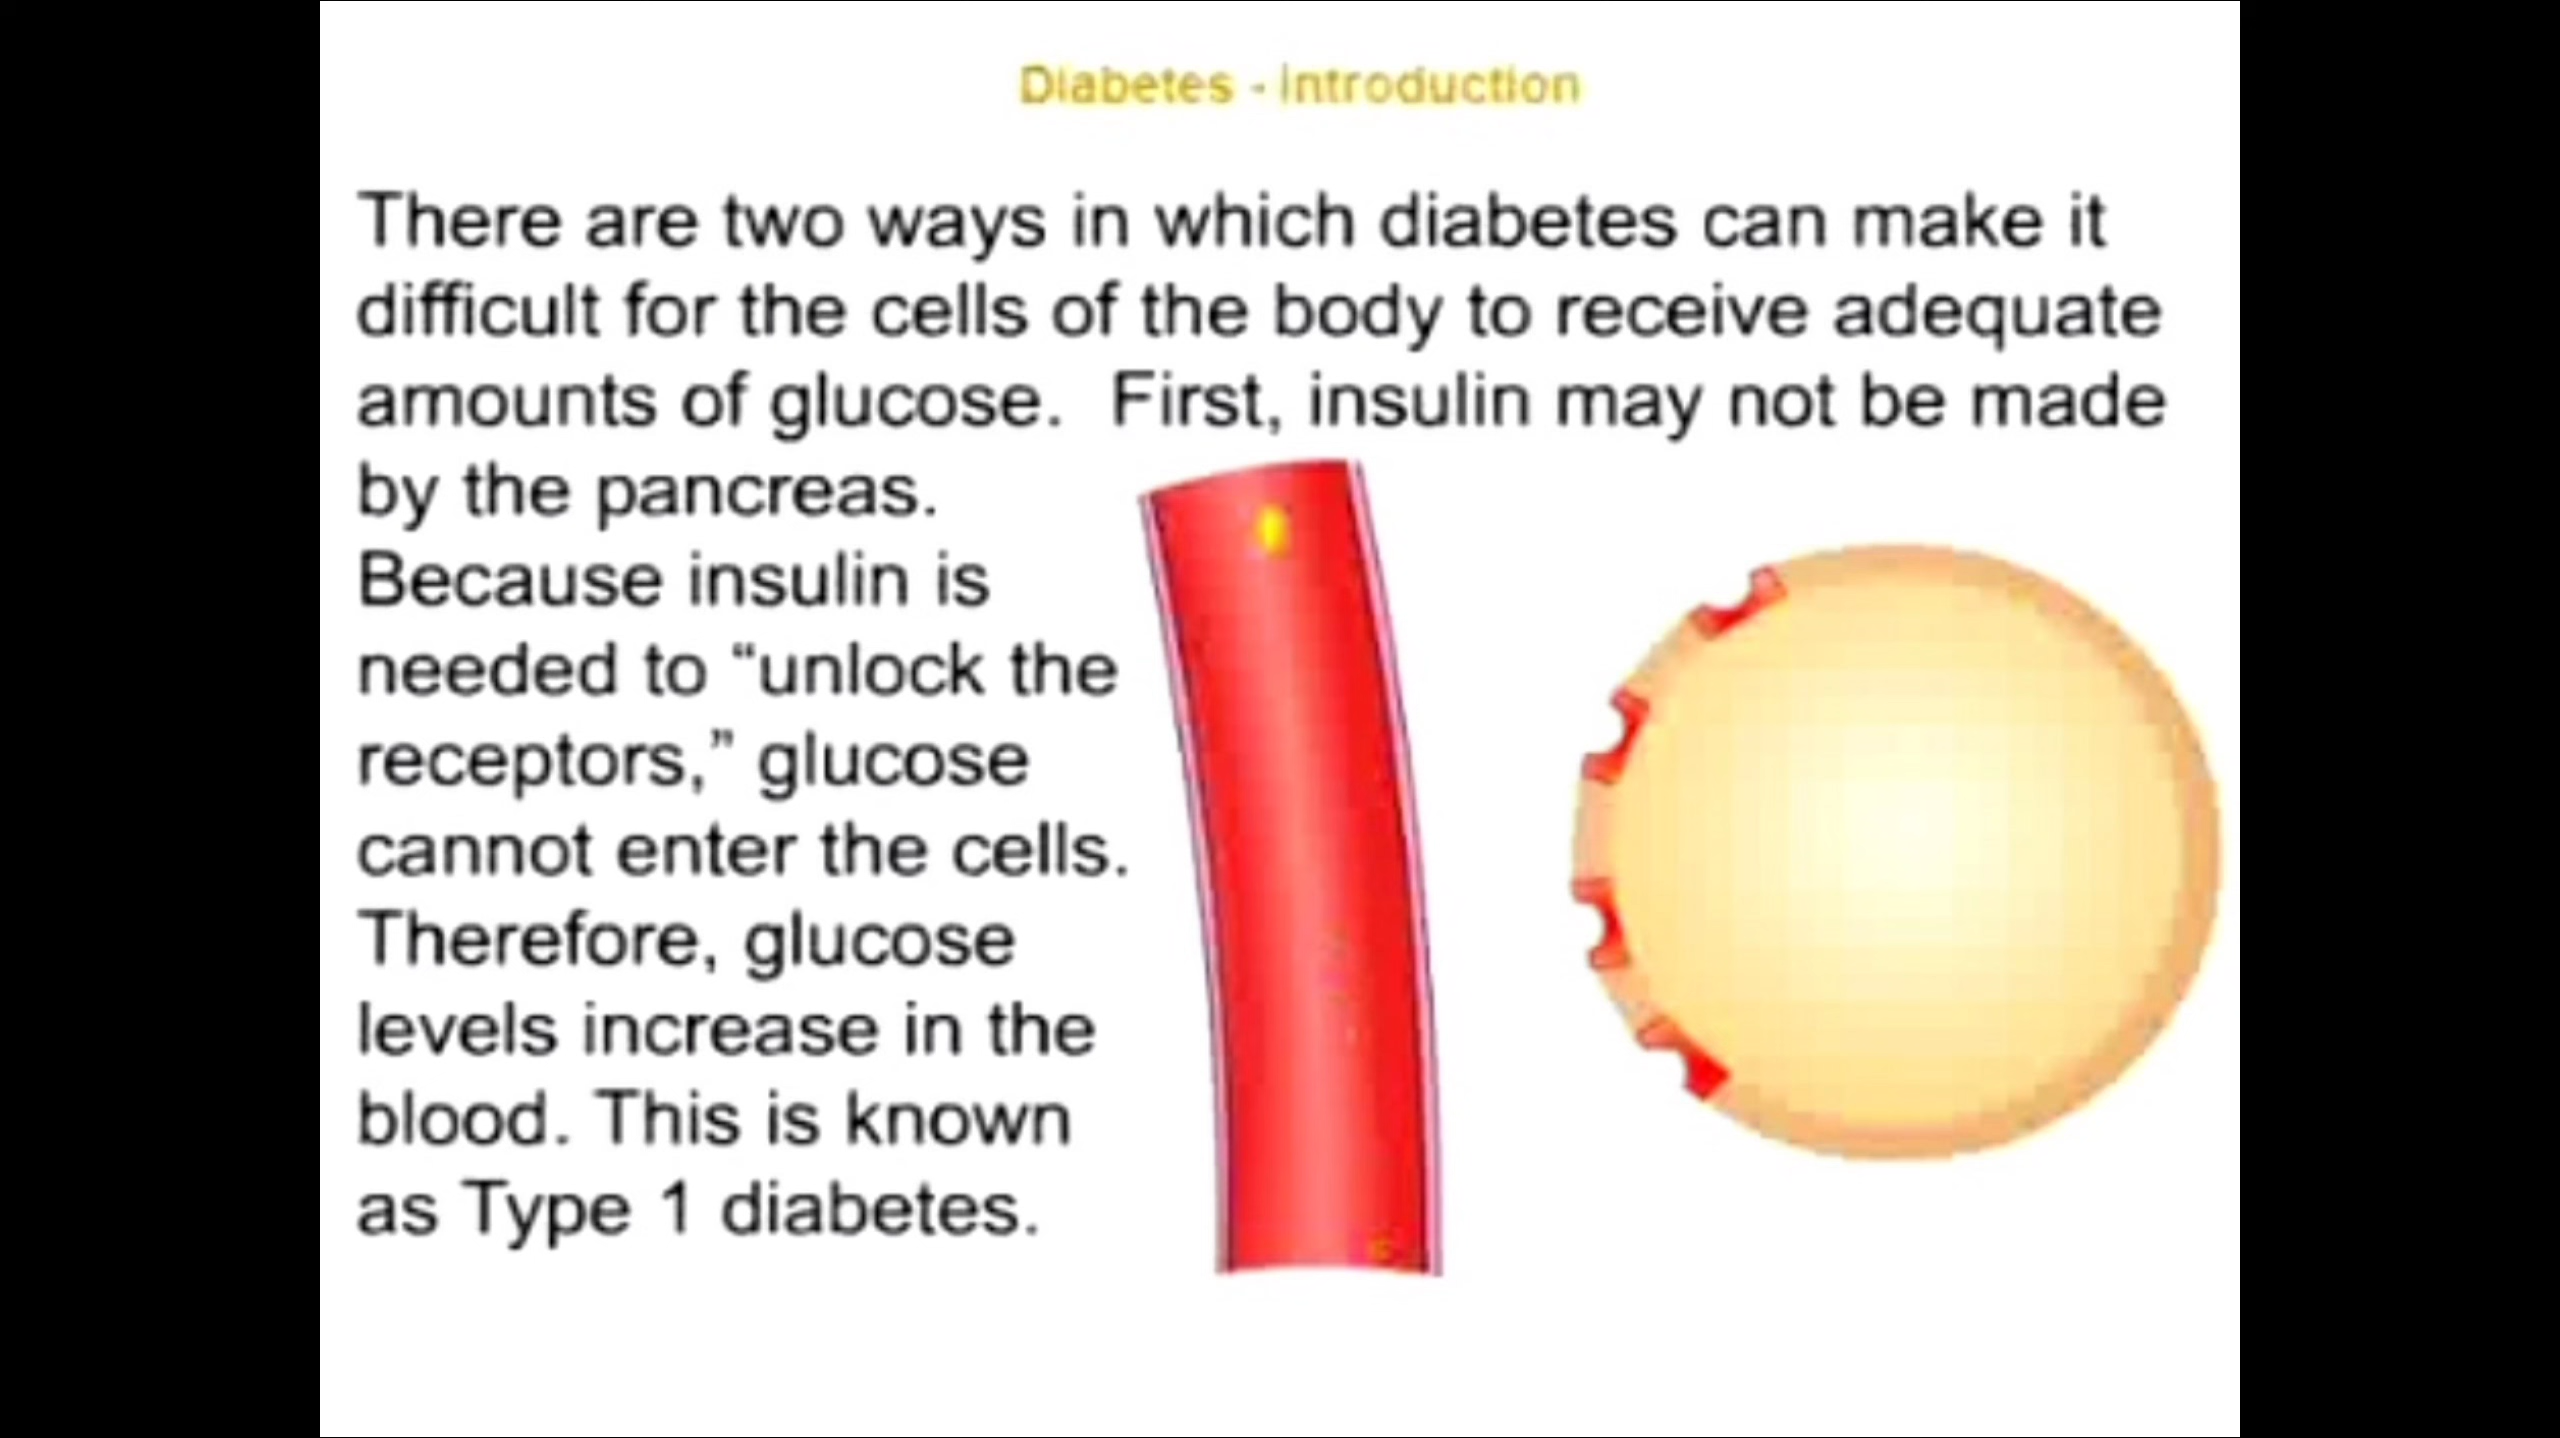 Diabetes - Introduction
There are two ways in which diabetes can make it
difficult for the cells of the body to receive adequate
amounts of glucose.  First, insulin may not be made
by the pancreas.
Because insulin is
needed to “unlock the
receptors,” glucose
cannot enter the cells.
Therefore, glucose
levels increase in the
blood. This is known
as Type 1 diabetes.